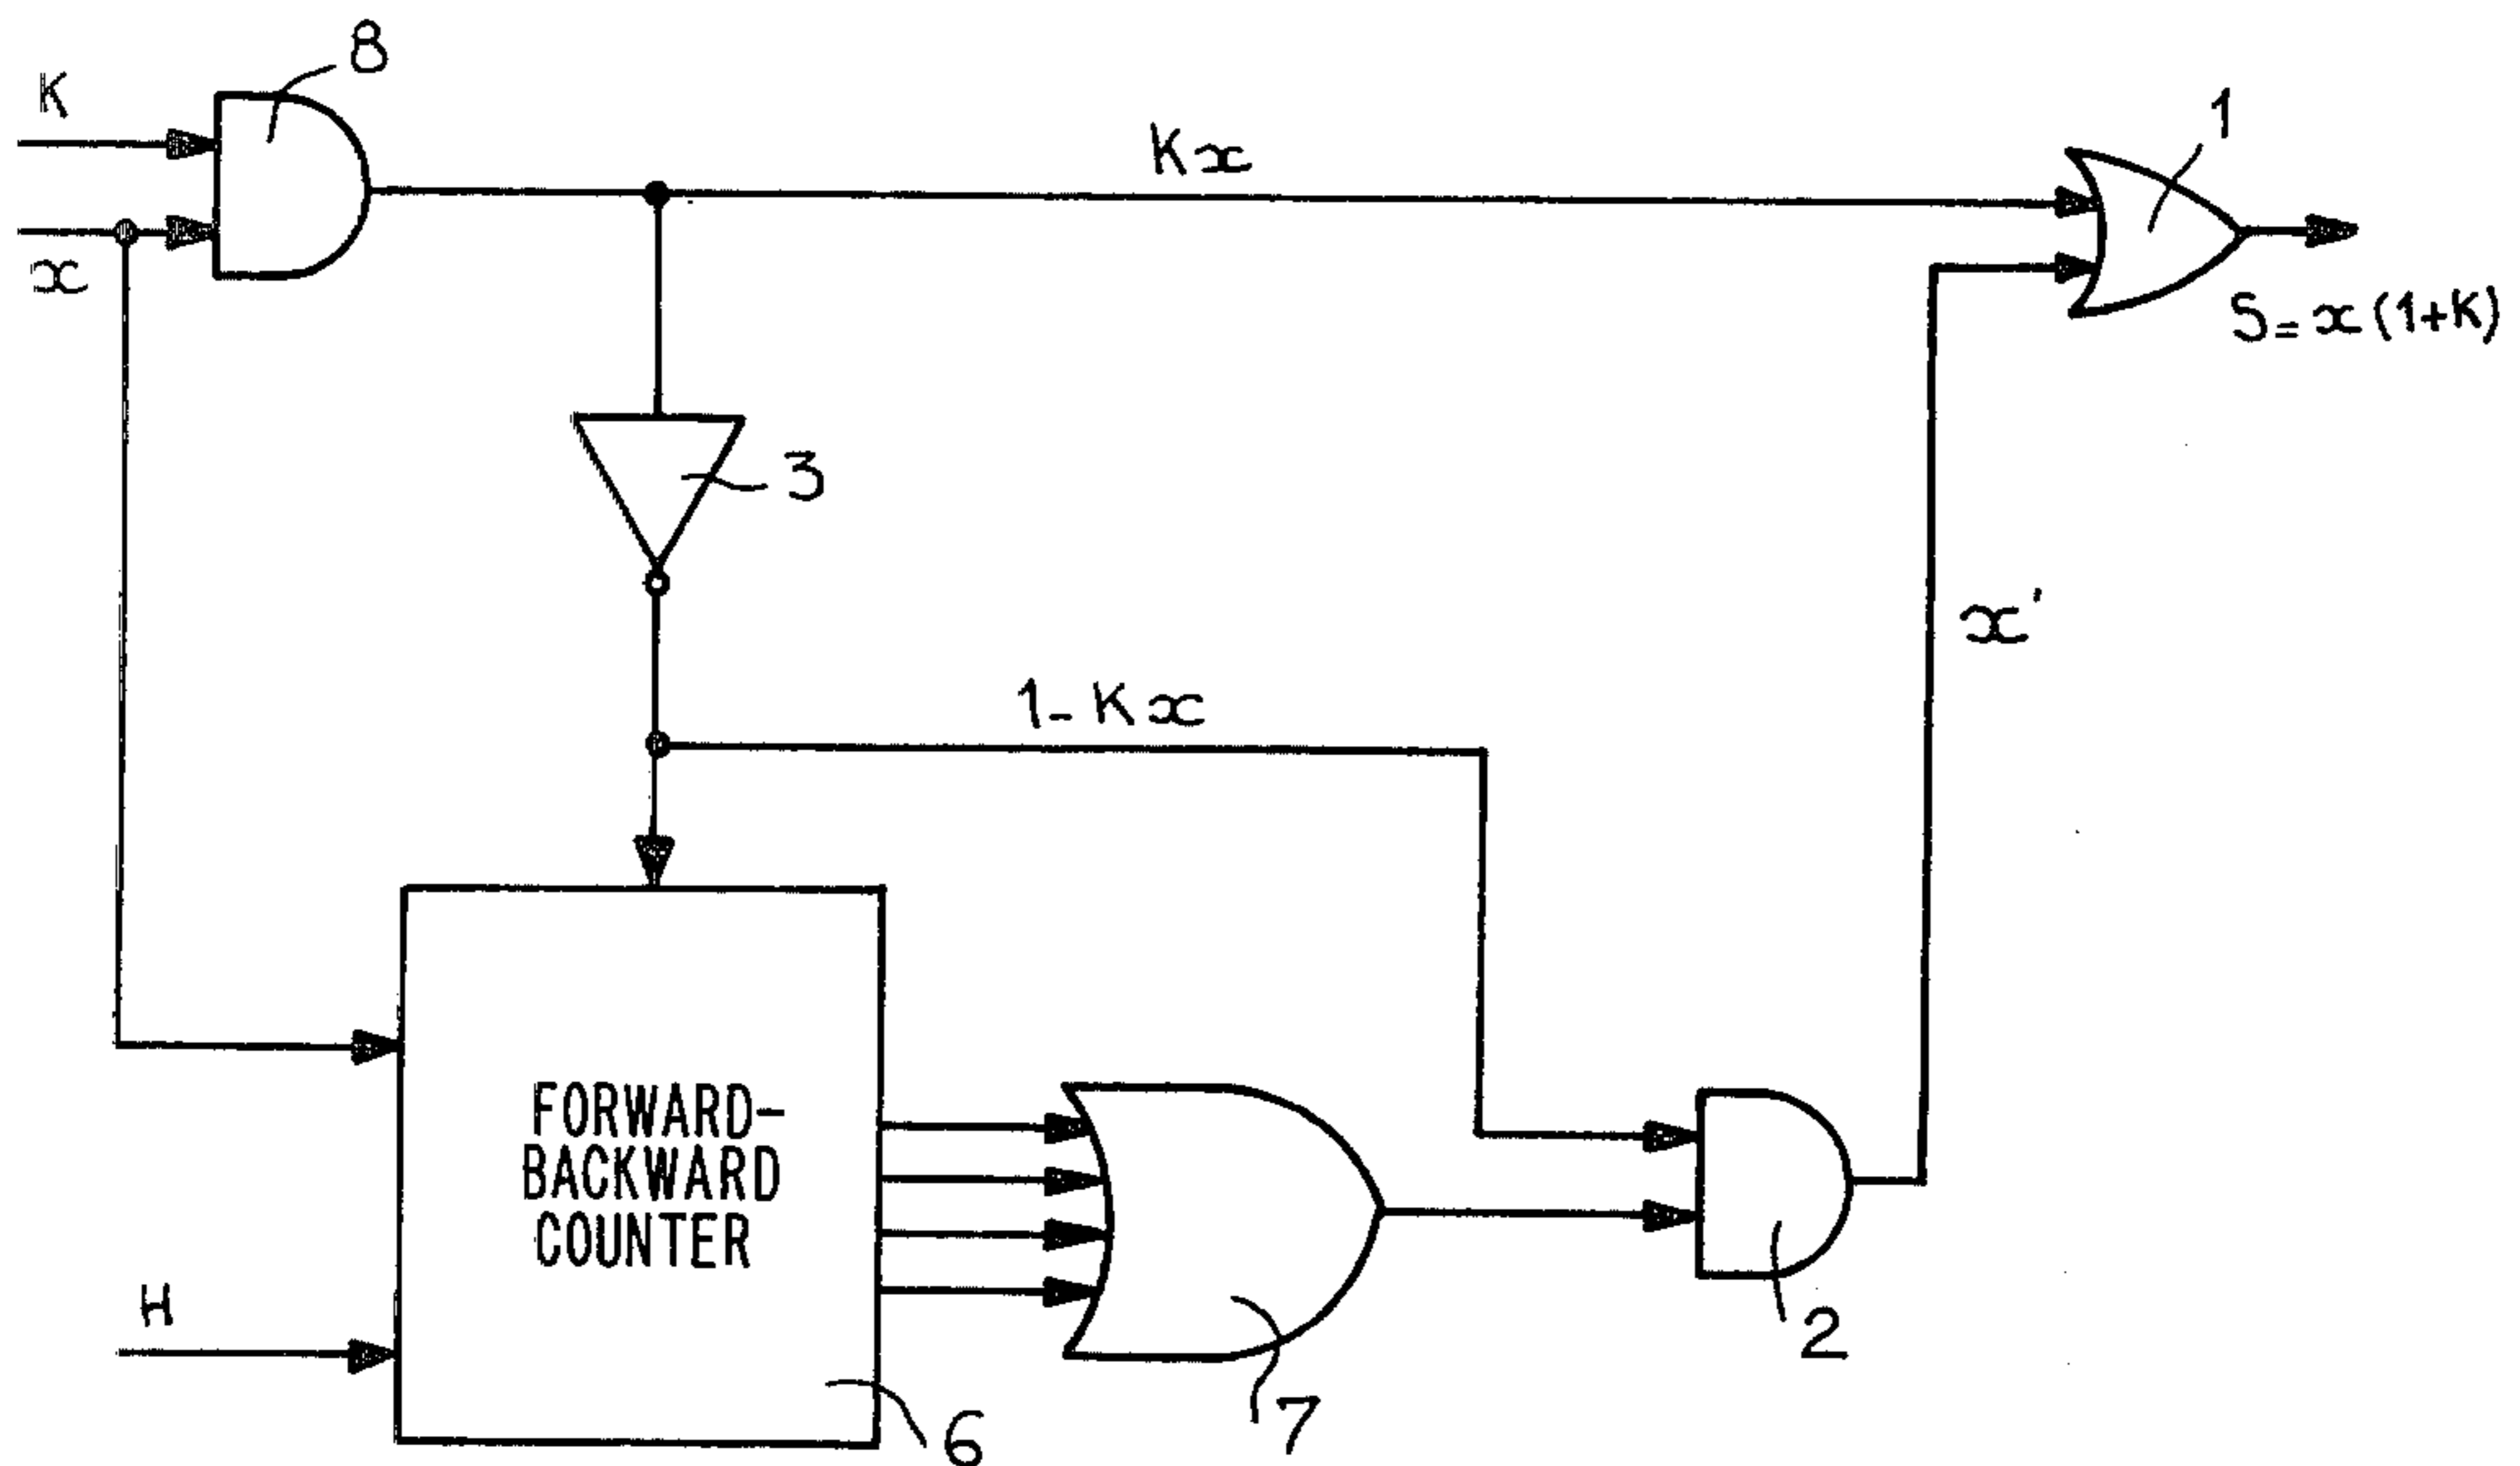 8
K
1
Kx
x
S=x(1+K)
3
x'
1-Kx
FORWARD-
BACKWARD
COUNTER
H
2
7
6